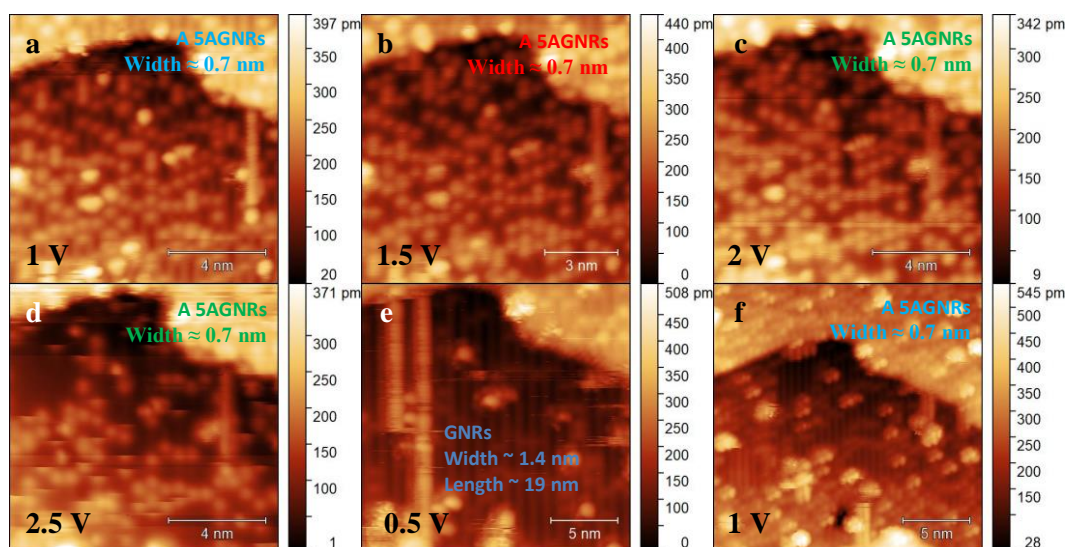 a
A 5AGNRs
Width ≈ 0.7 nm
1 V
4 nm
397 pm
350
300
250
200
150
100
20
b
A 5AGNRs
Width ≈ 0.7 nm
1.5 V
3 nm
440 pm
400
350
300
250
200
150
100
0
c
A 5AGNRs
Width ≈ 0.7 nm
2 V
4 nm
342 pm
300
250
200
150
100
9
d
A 5AGNRs
Width ≈ 0.7 nm
2.5 V
4 nm
371 pm
300
250
200
150
100
1
e
GNRs
Width ~ 1.4 nm
Length ~ 19 nm
0.5 V
5 nm
508 pm
450
400
350
300
250
200
150
100
0
f
A 5AGNRs
Width ≈ 0.7 nm
1 V
5 nm
545 pm
500
450
400
350
300
250
200
150
100
28